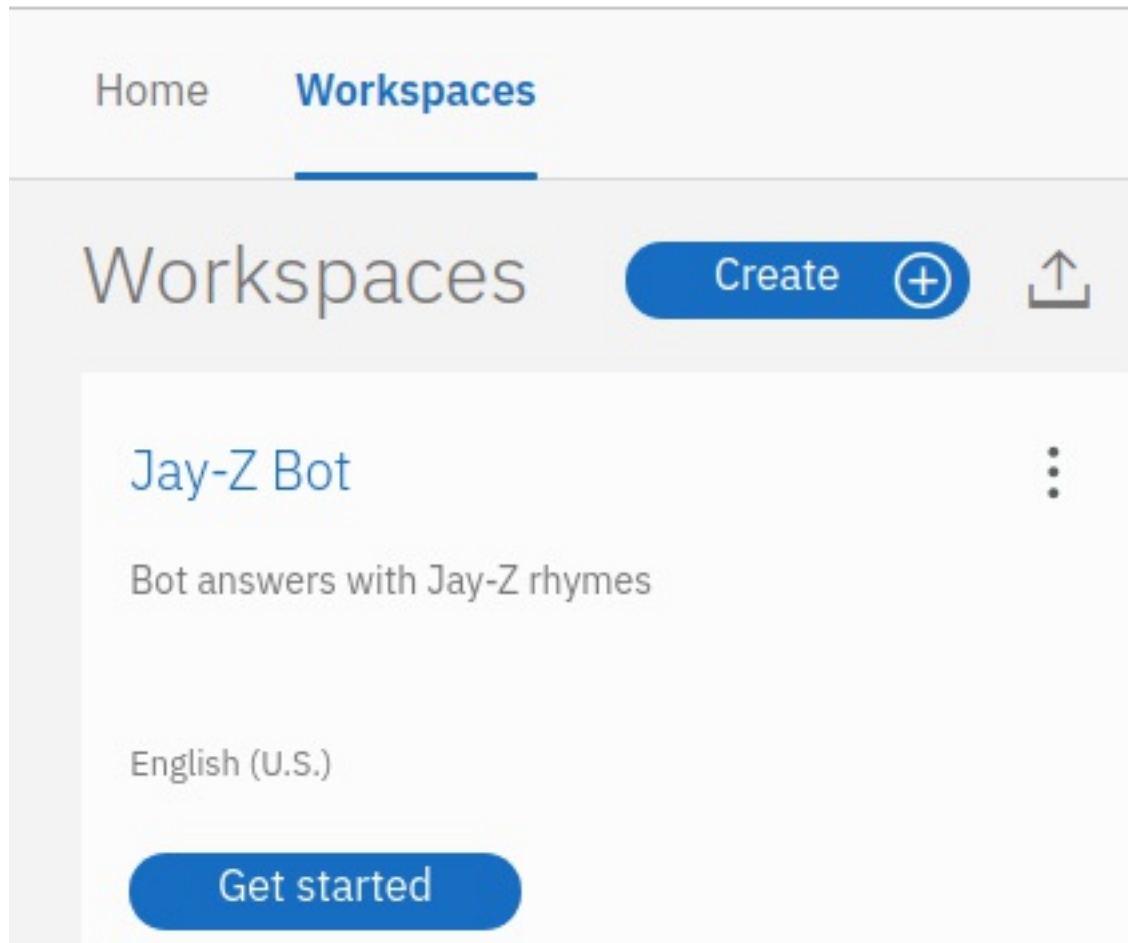 Home Workspaces
Workspaces Create
Jay-Z Bot
Bot answers with Jay-Z rhymes
English (U.S.)
Get started